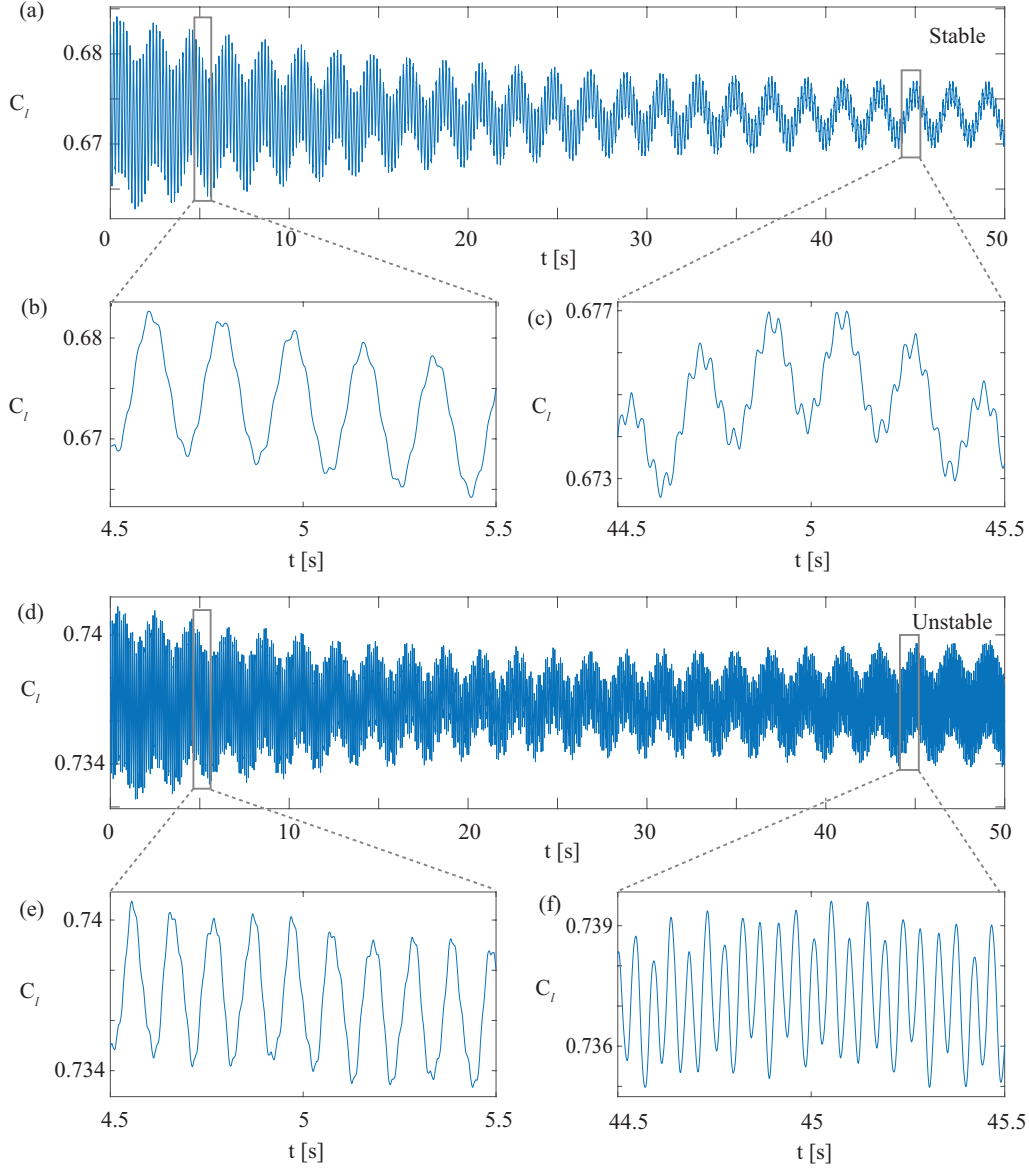 (a)
Stable
0.68
C_l
0.67
0 10 20 30 40 50
t [s]
(b)
(c)
0.68
0.677
C_l
C_l
0.67
0.673
4.5 5 5.5
44.5 5 45.5
t [s]
t [s]
(d)
Unstable
0.74
C_l
0.734
0 10 20 30 40 50
t [s]
(e)
(f)
0.74
0.739
C_l
C_l
0.736
0.734
4.5 5 5.5
44.5 45 45.5
t [s]
t [s]